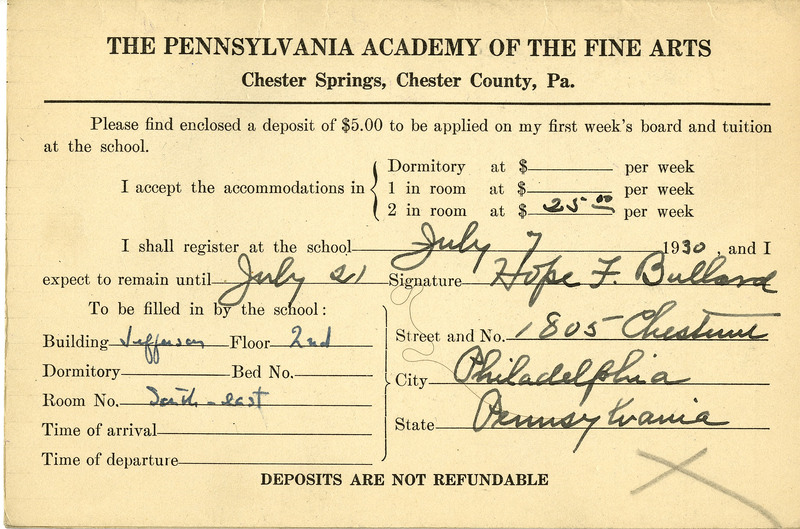 THE PENNSYLVANIA ACADEMY OF THE FINE ARTS
Chester Springs, Chester County, Pa.
Please find enclosed a deposit of $5.00 to be applied on my first week's board and tuition
at the school.
Dormitory at $ per week
I accept the accommodations in 1 in room at $ per week
2 in room at $ 25.00 per week
I shall register at the school July 7 1930, and I
expect to remain until July 21 Signature Hope F. Bullard
To be filled in by the school:
Building Jefferson Floor 2nd
Street and No. 1805 Chestnut
Dormitory Bed No.
City Philadelphia
Room No. South-east
State Pennsylvania
Time of arrival
Time of departure
DEPOSITS ARE NOT REFUNDABLE